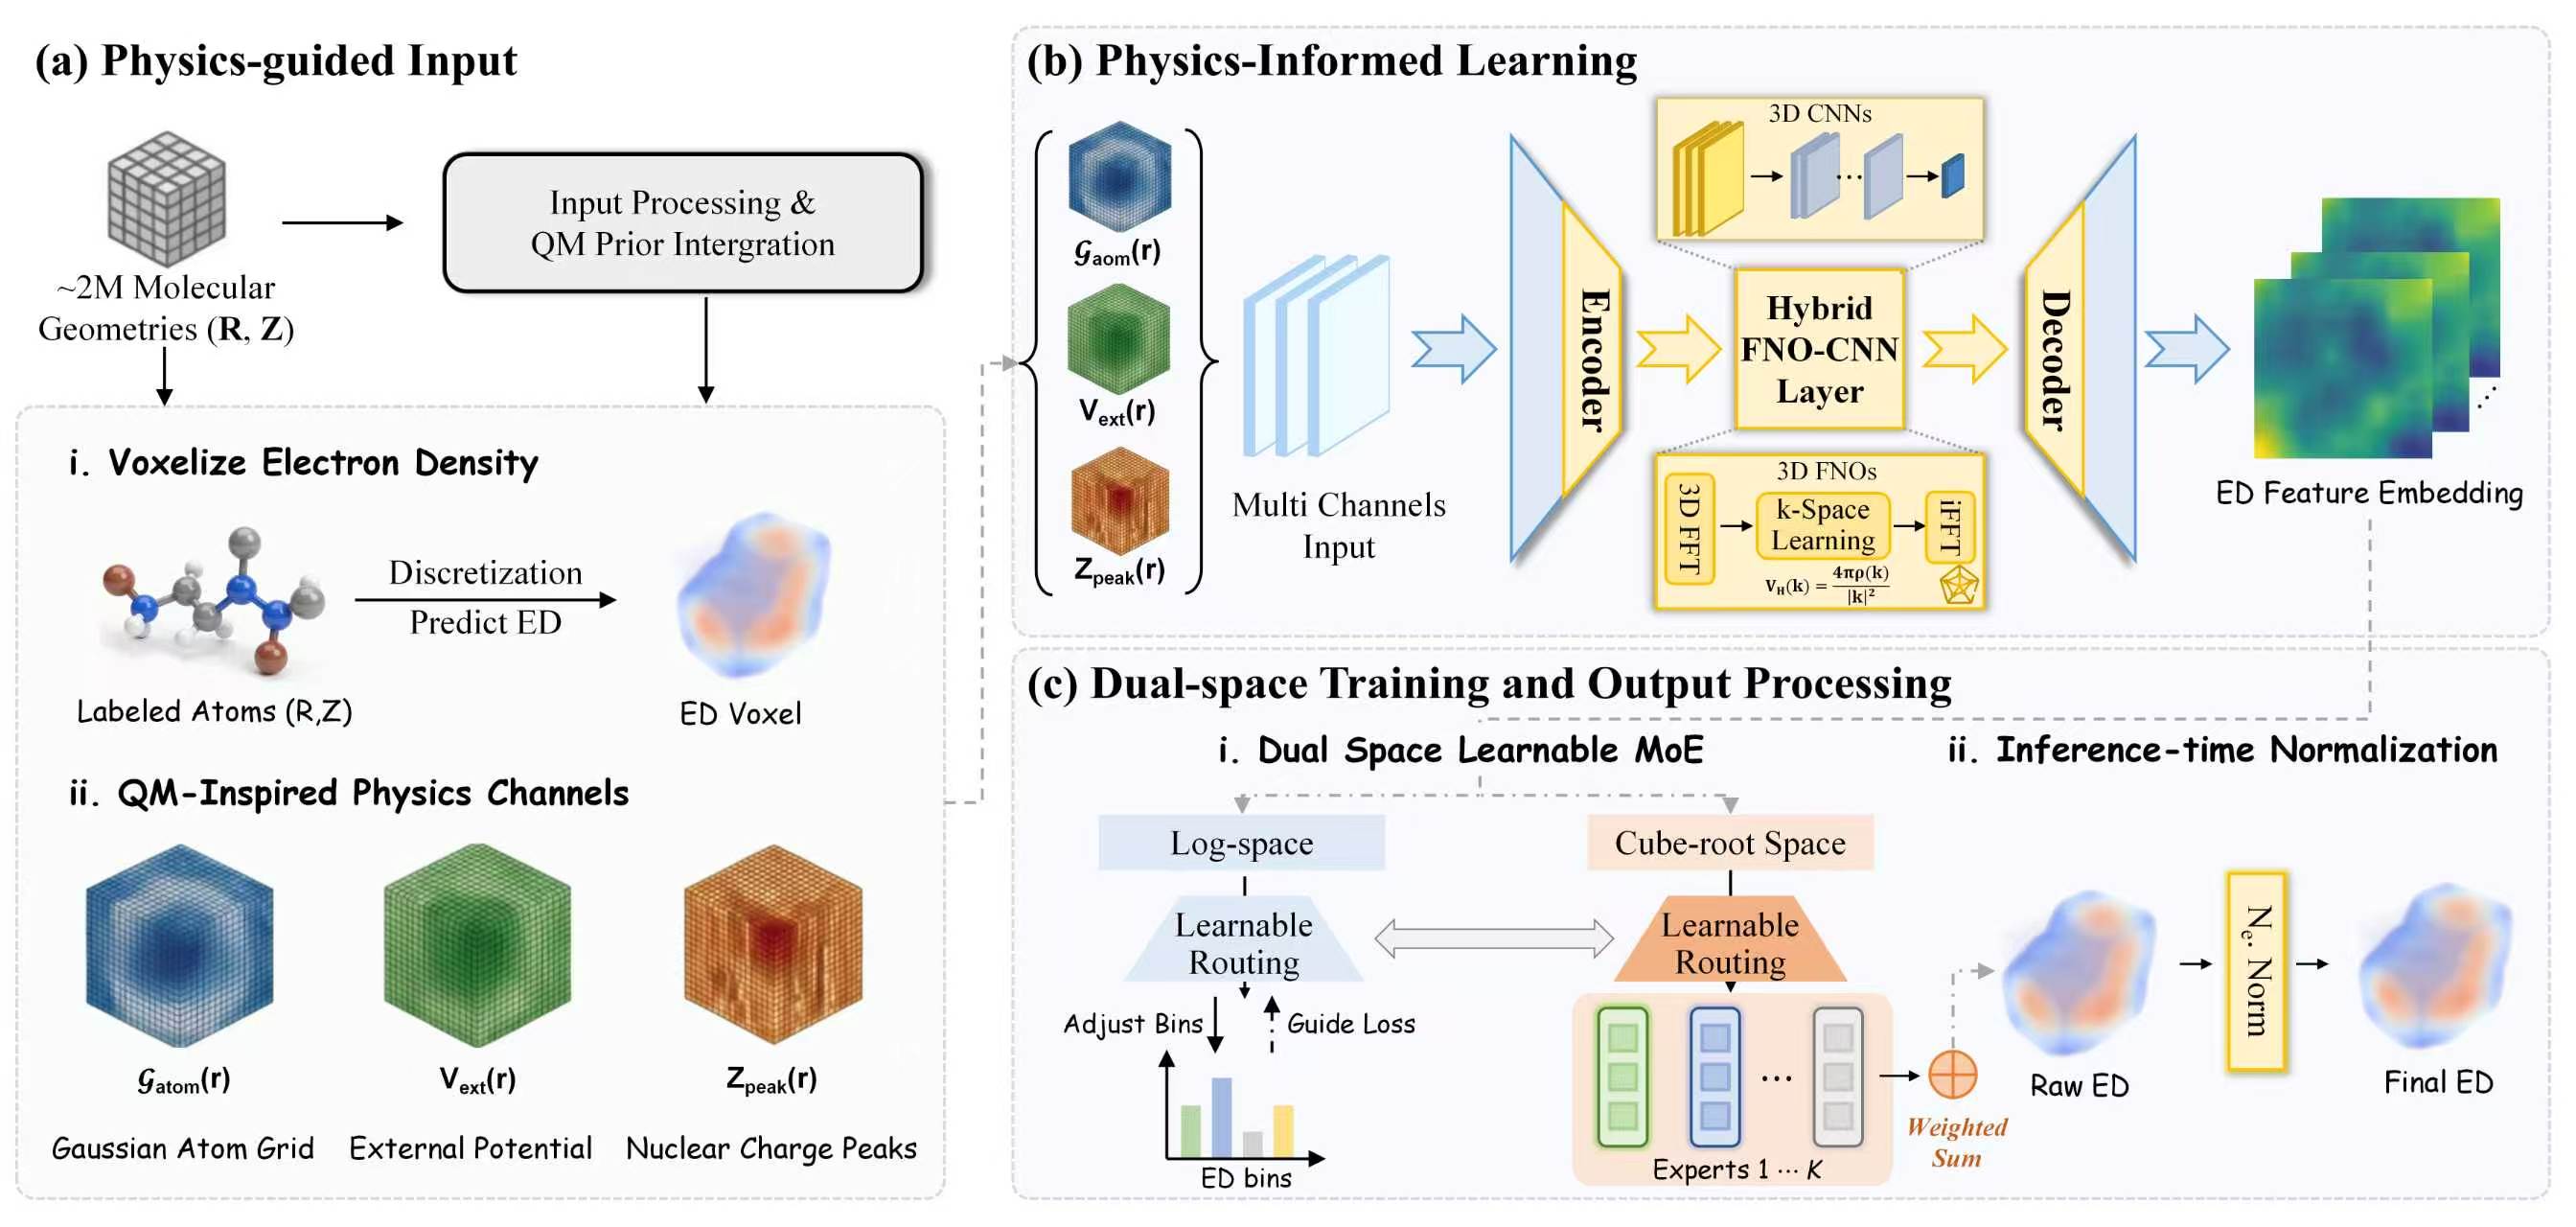 (a) Physics-guided Input
~2M Molecular
Geometries (R, Z)
Input Processing &
QM Prior Intergration
i. Voxelize Electron Density
Discretization
Predict ED
Labeled Atoms (R,Z)
ED Voxel
ii. QM-Inspired Physics Channels
𝒢atom(r)
Vext(r)
Zpeak(r)
Gaussian Atom Grid
External Potential
Nuclear Charge Peaks
(b) Physics-Informed Learning
𝒢aom(r)
Vext(r)
Zpeak(r)
Multi Channels
Input
Encoder
3D CNNs
Hybrid
FNO-CNN
Layer
3D FNOs
3D FFT
k-Space
Learning
iFFT
VH(k) = 4πρ(k) / |k|²
Decoder
ED Feature Embedding
(c) Dual-space Training and Output Processing
i. Dual Space Learnable MoE
Log-space
Learnable
Routing
Adjust Bins
Guide Loss
ED bins
Cube-root Space
Learnable
Routing
Experts 1 ··· K
Weighted
Sum
ii. Inference-time Normalization
Raw ED
Ne. Norm
Final ED